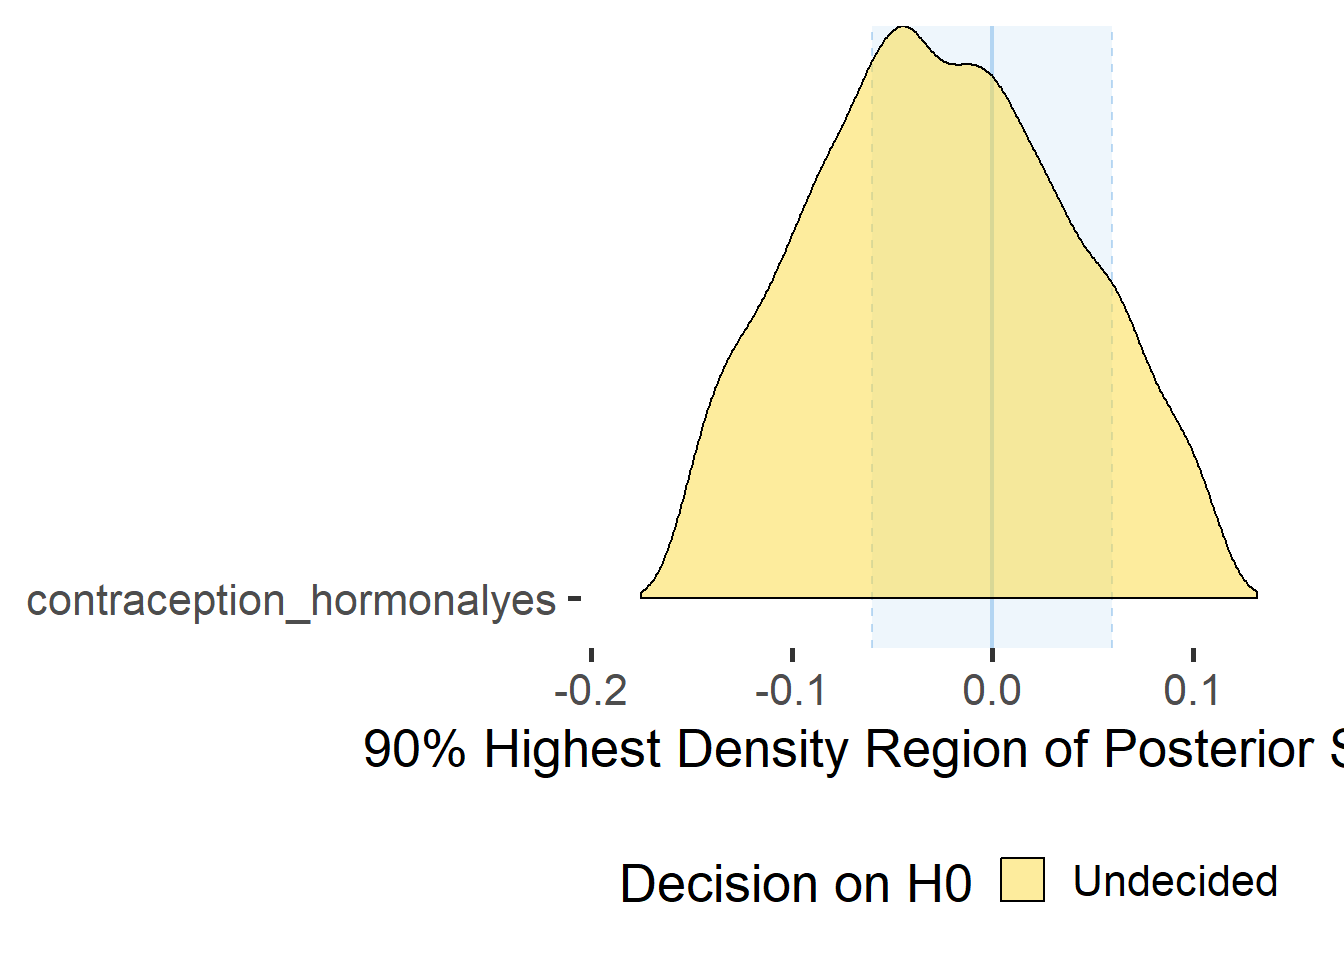 contraception_hormonalyes
-0.2 -0.1 0.0 0.1
90% Highest Density Region of Posterior
Decision on H0 Undecided